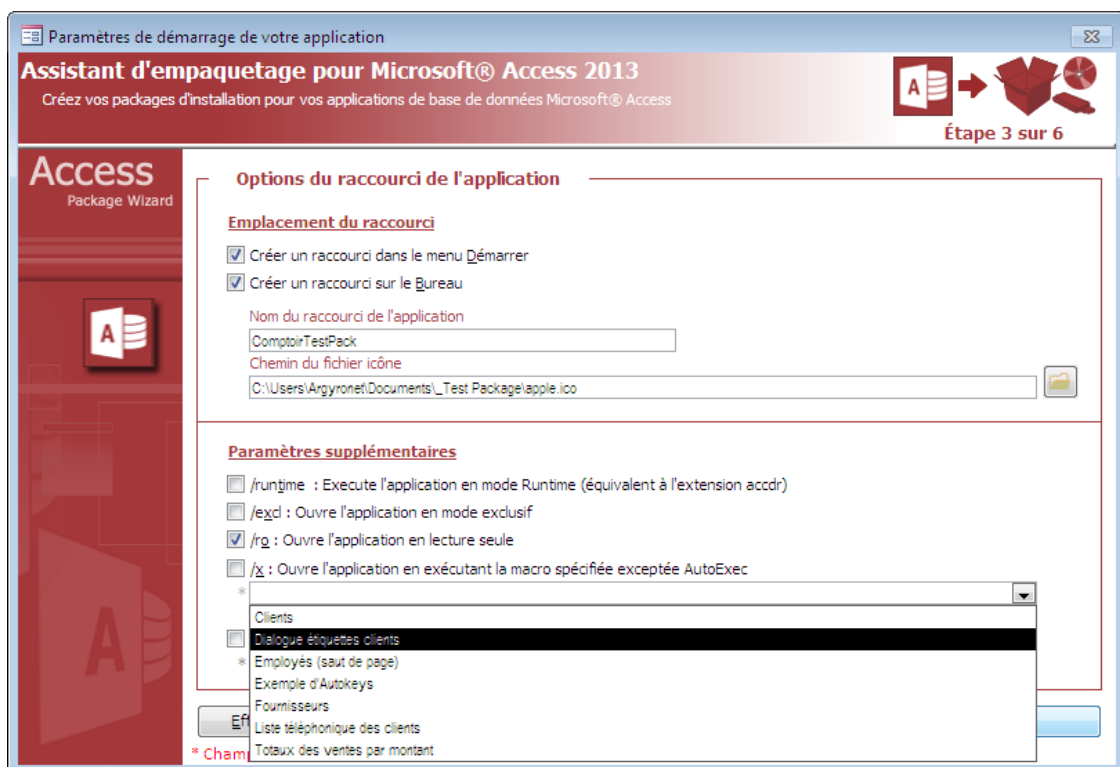 Paramètres de démarrage de votre application
Assistant d'empaquetage pour Microsoft® Access 2013
Créez vos packages d'installation pour vos applications de base de données Microsoft® Access
A
Étape 3 sur 6
Access
Package Wizard
A
A
Options du raccourci de l'application
Emplacement du raccourci
Créer un raccourci dans le menu Démarrer
Créer un raccourci sur le Bureau
Nom du raccourci de l'application
ComptoirTestPack
Chemin du fichier icône
C:\Users\Argyronet\Documents\_Test Package\apple.ico
Paramètres supplémentaires
/runtime : Execute l'application en mode Runtime (équivalent à l'extension accdr)
/excl : Ouvre l'application en mode exclusif
/ro : Ouvre l'application en lecture seule
/x : Ouvre l'application en exécutant la macro spécifiée exceptée AutoExec
*
Clients
Dialogue étiquettes clients
* Employés (saut de page)
Exemple d'Autokeys
Fournisseurs
Eff
Liste téléphonique des clients
* Champ
Totaux des ventes par montant